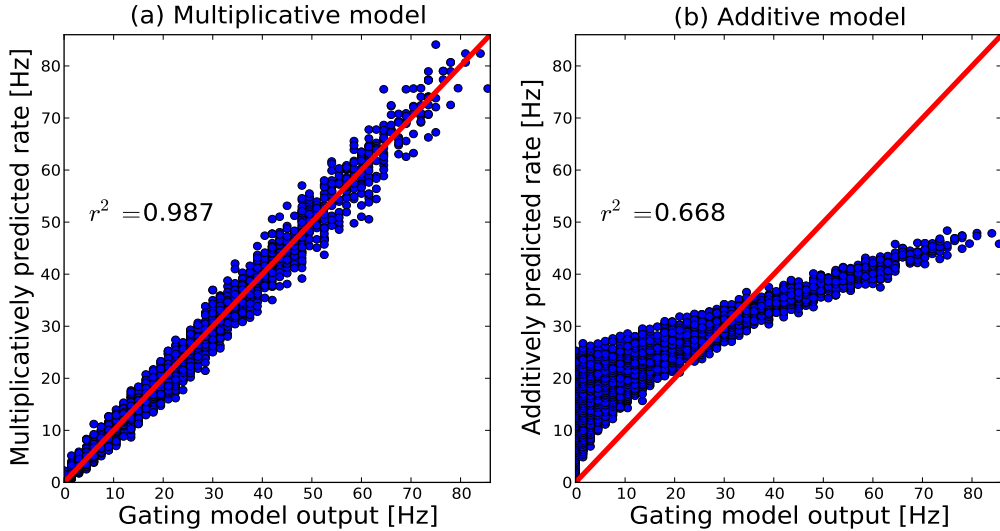 (a) Multiplicative model
Multiplicatively predicted rate [Hz]
80
70
60
50
40
30
20
10
0
r² =0.987
0 10 20 30 40 50 60 70 80
Gating model output [Hz]
(b) Additive model
Additively predicted rate [Hz]
80
70
60
50
40
30
20
10
0
r² =0.668
0 10 20 30 40 50 60 70 80
Gating model output [Hz]